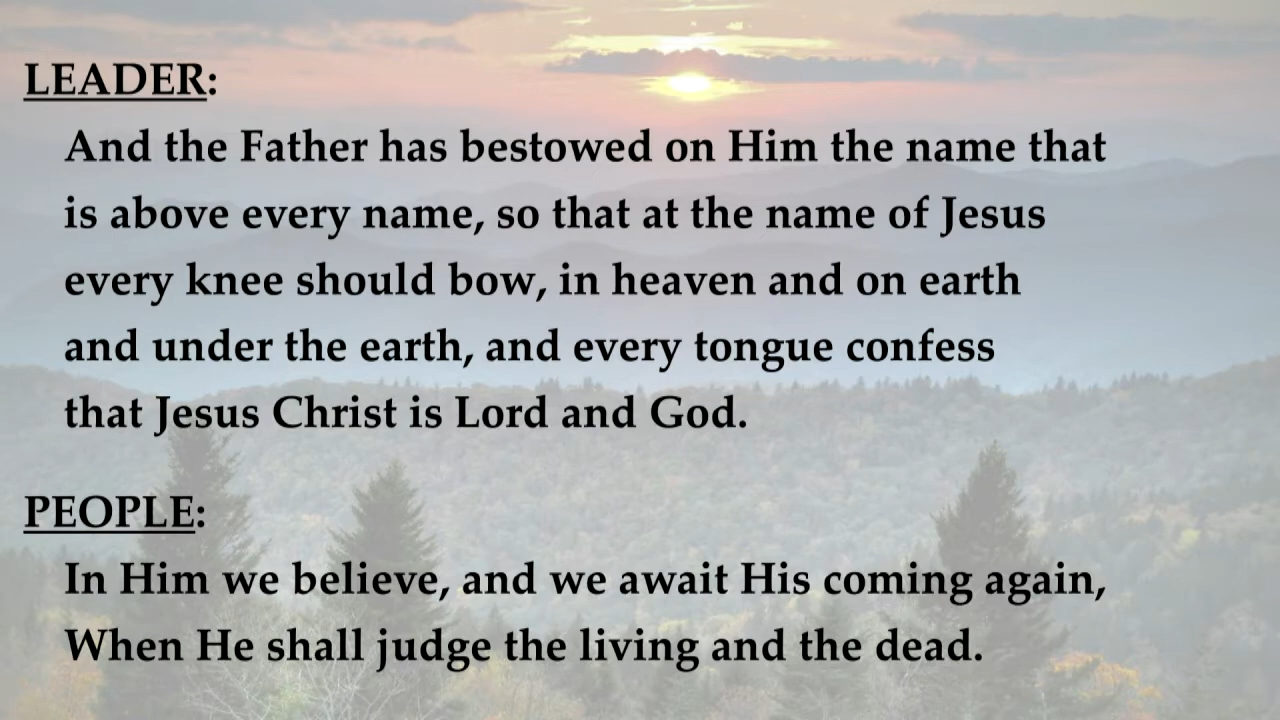 LEADER:
And the Father has bestowed on Him the name that
is above every name, so that at the name of Jesus
every knee should bow, in heaven and on earth
and under the earth, and every tongue confess
that Jesus Christ is Lord and God.
PEOPLE:
In Him we believe, and we await His coming again,
When He shall judge the living and the dead.